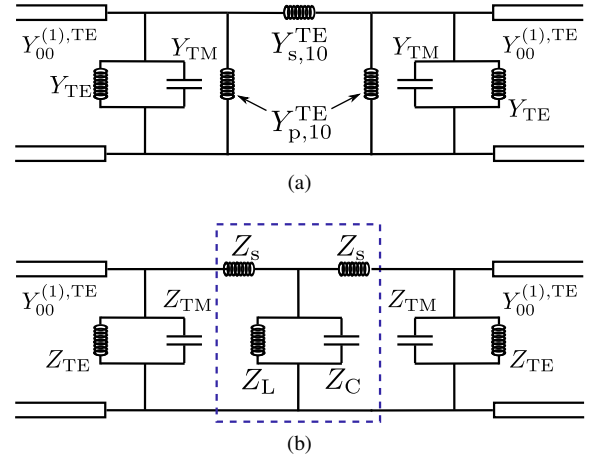 Y_{00}^{(1),TE} Y_{s,10}^{TE} Y_{00}^{(1),TE}
Y_{TM} Y_{TM}
Y_{TE} Y_{p,10}^{TE} Y_{TE}
(a)
Z_s Z_s
Y_{00}^{(1),TE} Z_{TM} Z_{TM} Y_{00}^{(1),TE}
Z_{TE} Z_L Z_C Z_{TE}
(b)